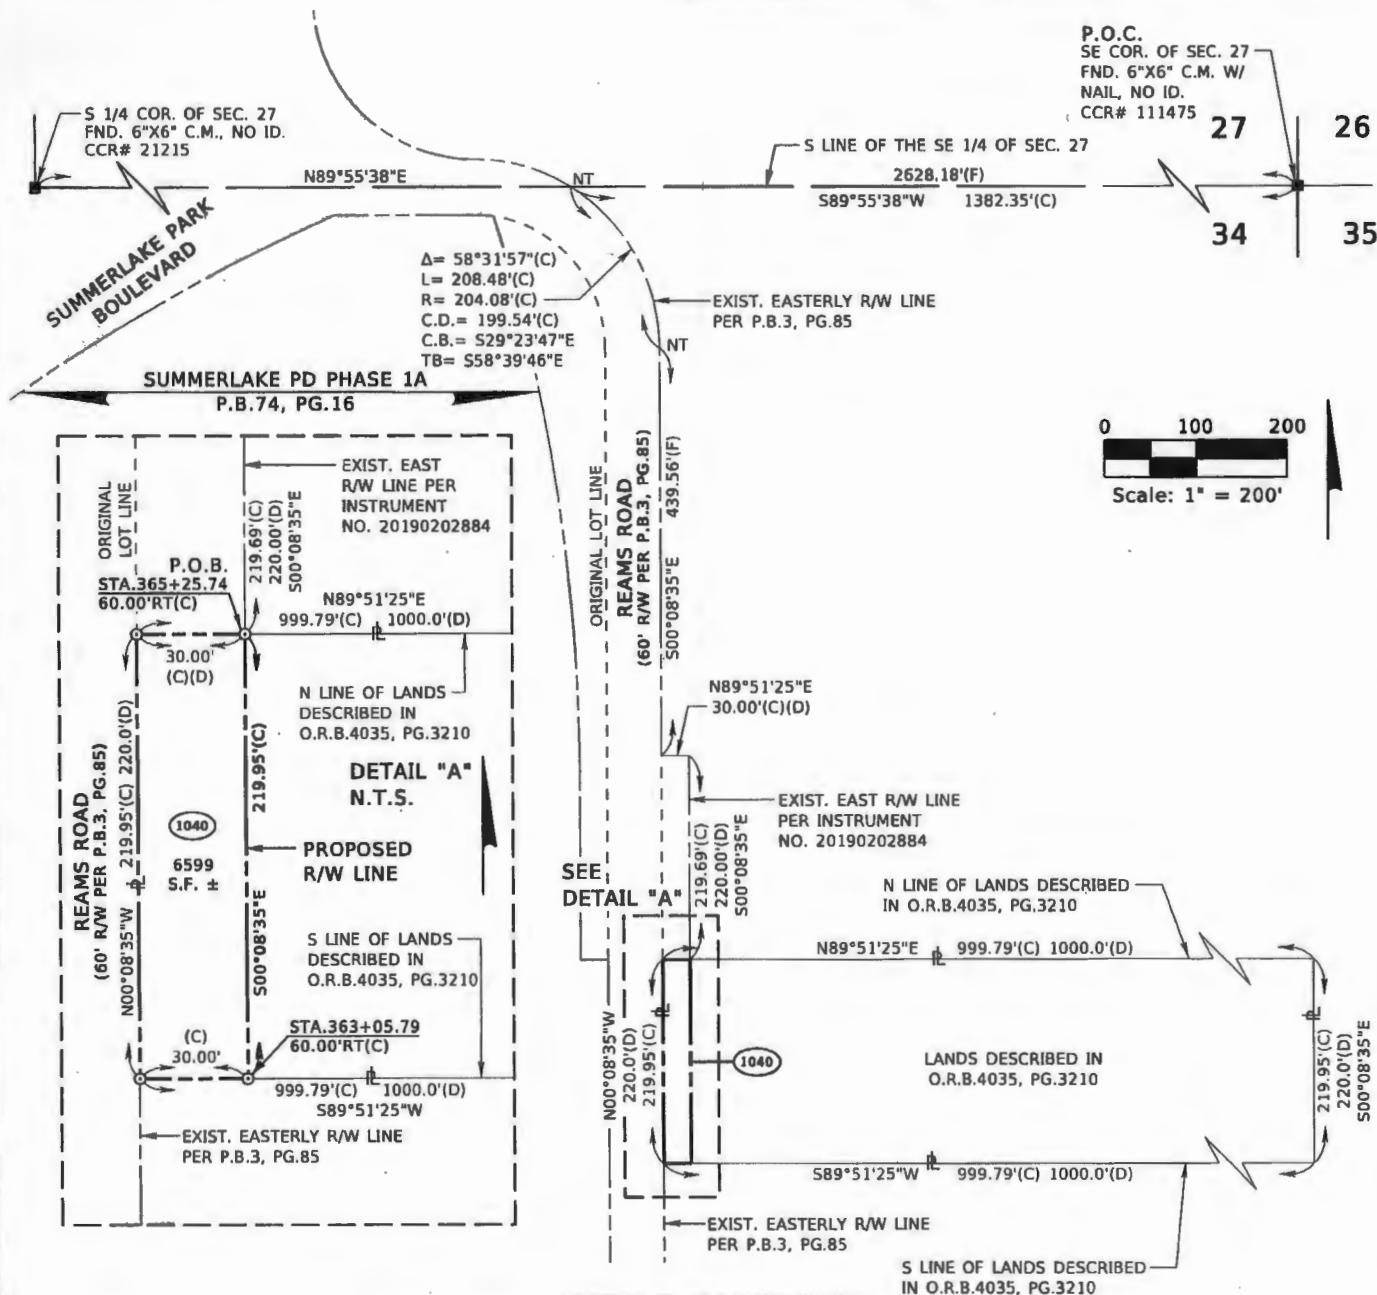 P.O.C.
SE COR. OF SEC. 27
FND. 6"X6" C.M. W/
NAIL, NO ID.
CCR# 111475
27
26
34
35
S 1/4 COR. OF SEC. 27
FND. 6"X6" C.M., NO ID.
CCR# 21215
N89°55'38"E
NT
S LINE OF THE SE 1/4 OF SEC. 27
2628.18'(F)
S89°55'38"W 1382.35'(C)
SUMMERLAKE PARK
BOULEVARD
Δ= 58°31'57"(C)
L= 208.48'(C)
R= 204.08'(C)
C.D.= 199.54'(C)
C.B.= S29°23'47"E
TB= S58°39'46"E
EXIST. EASTERLY R/W LINE
PER P.B.3, PG.85
NT
SUMMERLAKE PD PHASE 1A
P.B.74, PG.16
0 100 200
Scale: 1" = 200'
ORIGINAL
LOT LINE
EXIST. EAST
R/W LINE PER
INSTRUMENT
NO. 20190202884
219.69'(C)
220.00'(D)
S00°08'35"E
P.O.B.
STA.365+25.74
60.00'RT(C)
N89°51'25"E
999.79'(C) PL 1000.0'(D)
30.00'
(C)(D)
N LINE OF LANDS
DESCRIBED IN
O.R.B.4035, PG.3210
REAMS ROAD
(60' R/W PER P.B.3, PG.85)
N00°08'35"W PL 219.95'(C) 220.0'(D)
219.95'(C)
S00°08'35"E
DETAIL "A"
N.T.S.
1040
6599
S.F. ±
PROPOSED
R/W LINE
S LINE OF LANDS
DESCRIBED IN
O.R.B.4035, PG.3210
(C)
30.00'
STA.363+05.79
60.00'RT(C)
999.79'(C) PL 1000.0'(D)
S89°51'25"W
EXIST. EASTERLY R/W LINE
PER P.B.3, PG.85
ORIGINAL LOT LINE
REAMS ROAD
(60' R/W PER P.B.3, PG.85)
S00°08'35"E 439.56'(F)
N89°51'25"E
30.00'(C)(D)
EXIST. EAST R/W LINE
PER INSTRUMENT
NO. 20190202884
219.69'(C)
220.00'(D)
S00°08'35"E
SEE
DETAIL "A"
N LINE OF LANDS DESCRIBED
IN O.R.B.4035, PG.3210
N89°51'25"E PL 999.79'(C) 1000.0'(D)
N00°08'35"W
220.0'(D)
219.95'(C)
PL
1040
LANDS DESCRIBED IN
O.R.B.4035, PG.3210
PL
219.95'(C)
220.0'(D)
S00°08'35"E
S89°51'25"W PL 999.79'(C) 1000.0'(D)
EXIST. EASTERLY R/W LINE
PER P.B.3, PG.85
S LINE OF LANDS DESCRIBED
IN O.R.B.4035, PG.3210